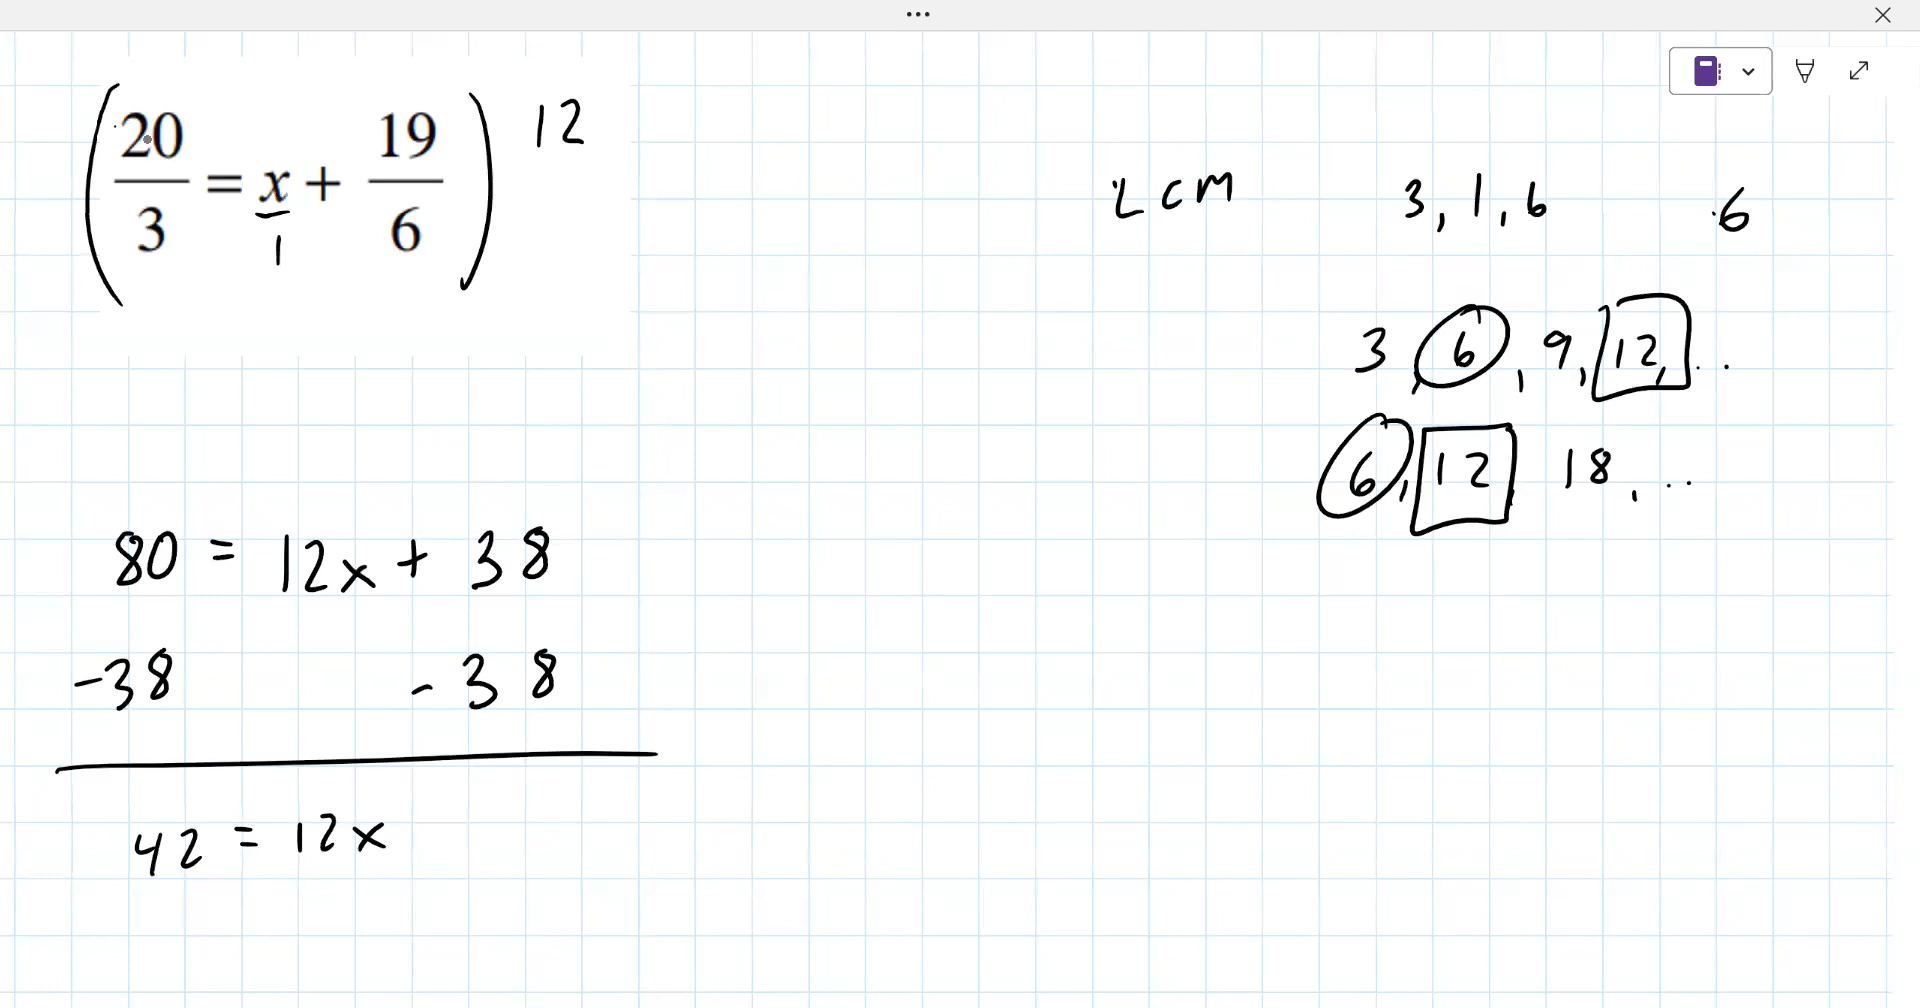 (20/3 = x/1 + 19/6) 12
80 = 12x + 38
-38 - 38
42 = 12x
LCM 3, 1, 6 6
3, 6, 9, 12, ..
6, 12 18, ...